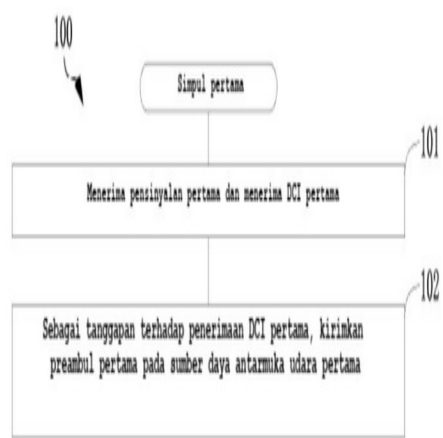 100
Simpul pertama
101
Menerima pensinyalan pertama dan menerima DCI pertama
102
Sebagai tanggapan terhadap penerimaan DCI pertama, kirimkan
preambul pertama pada sumber daya antarmuka udara pertama